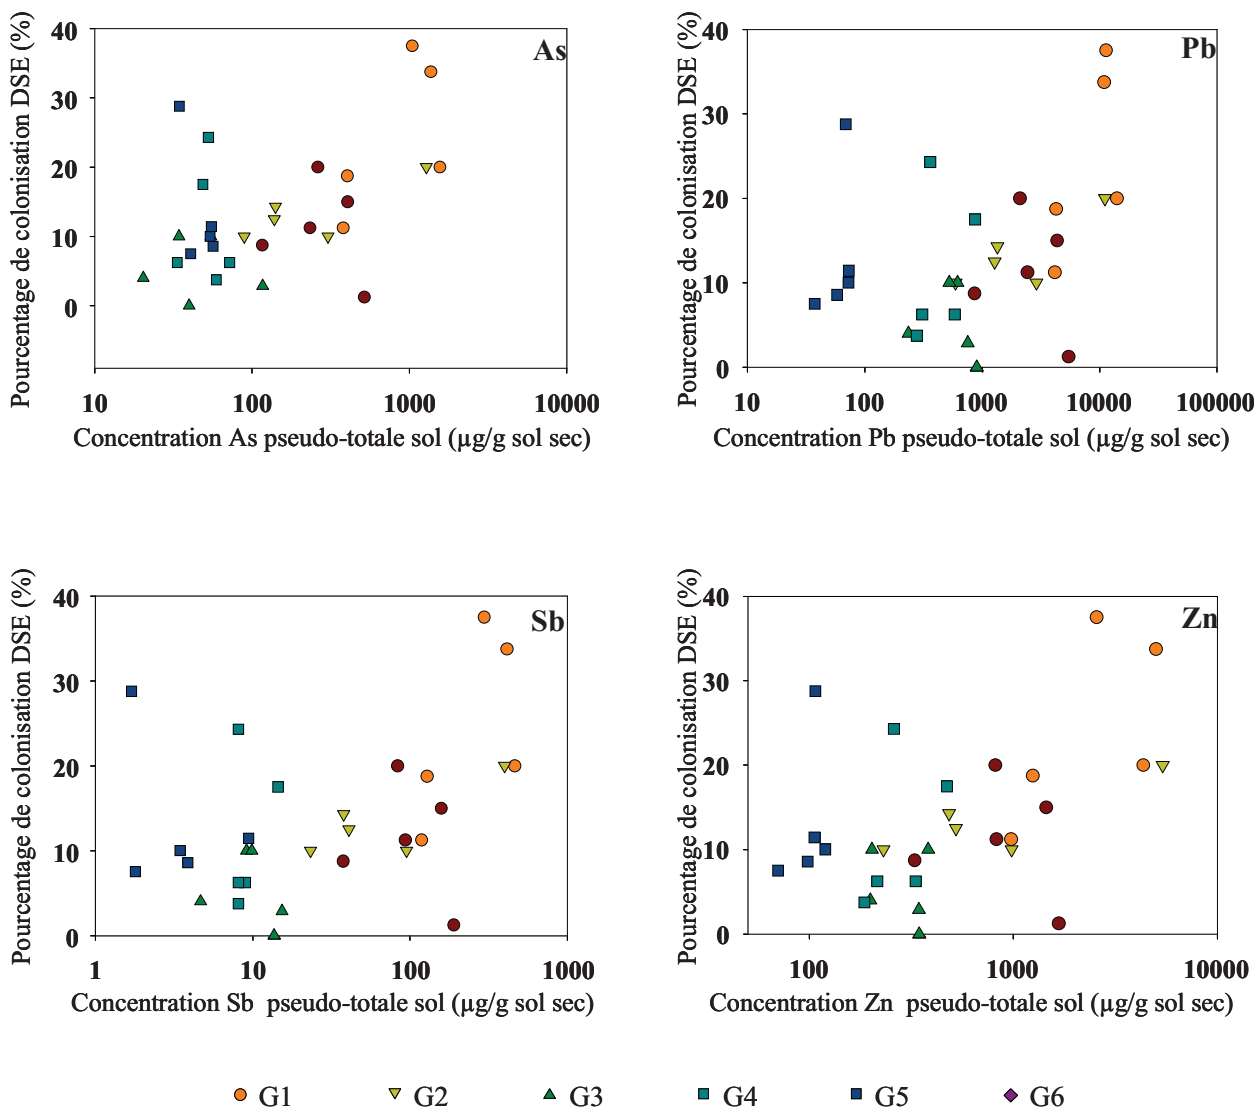 Pourcentage de colonisation DSE (%)
As
40
30
20
10
0
10 100 1000 10000
Concentration As pseudo-totale sol (µg/g sol sec)
Pourcentage de colonisation DSE (%)
Pb
40
30
20
10
0
10 100 1000 10000 100000
Concentration Pb pseudo-totale sol (µg/g sol sec)
Pourcentage de colonisation DSE (%)
Sb
40
30
20
10
0
1 10 100 1000
Concentration Sb pseudo-totale sol (µg/g sol sec)
Pourcentage de colonisation DSE (%)
Zn
40
30
20
10
0
100 1000 10000
Concentration Zn pseudo-totale sol (µg/g sol sec)
G1 G2 G3 G4 G5 G6